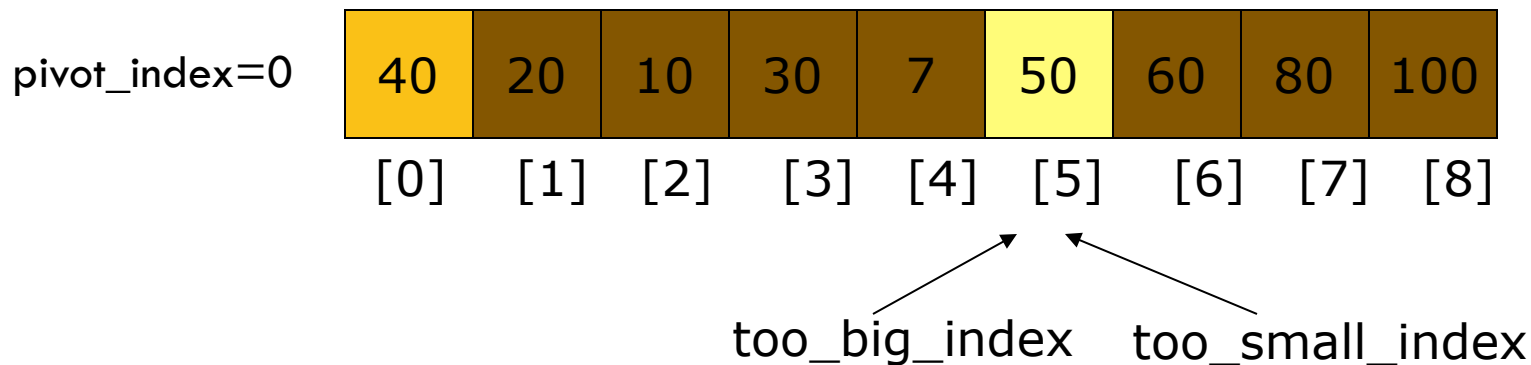 pivot_index=0 40 20 10 30 7 50 60 80 100
[0] [1] [2] [3] [4] [5] [6] [7] [8]
too_big_index too_small_index